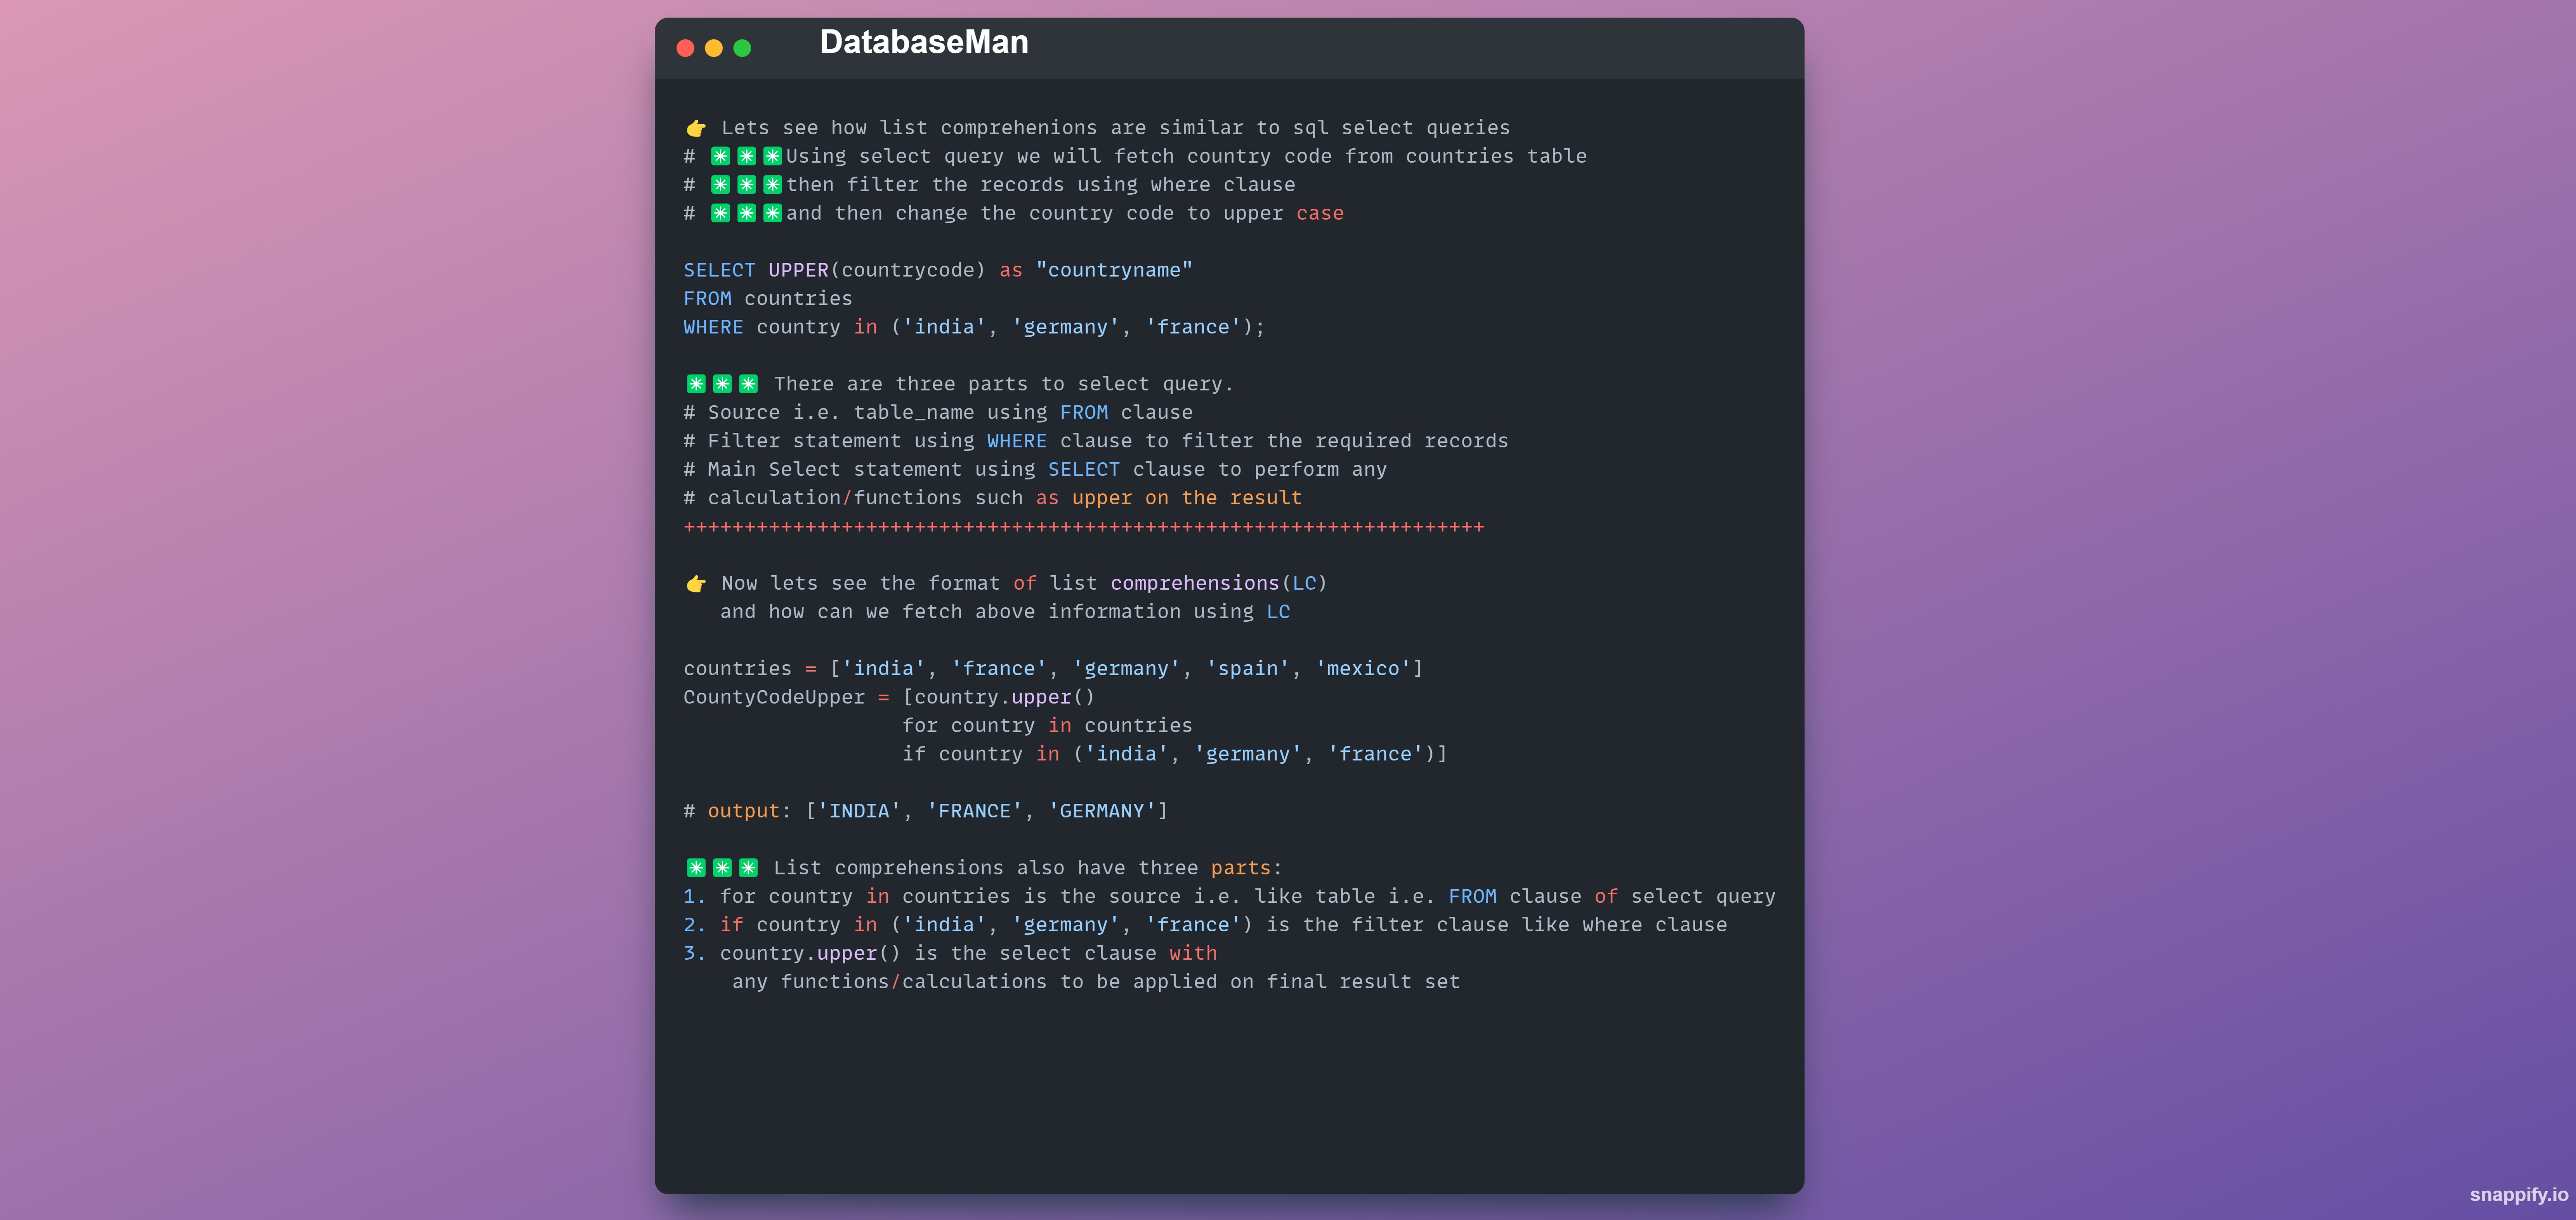 DatabaseMan
👉 Lets see how list comprehenions are similar to sql select queries
# ✳️✳️✳️Using select query we will fetch country code from countries table
# ✳️✳️✳️then filter the records using where clause
# ✳️✳️✳️and then change the country code to upper case
SELECT UPPER(countrycode) as "countryname"
FROM countries
WHERE country in ('india', 'germany', 'france');
✳️✳️✳️ There are three parts to select query.
# Source i.e. table_name using FROM clause
# Filter statement using WHERE clause to filter the required records
# Main Select statement using SELECT clause to perform any
# calculation/functions such as upper on the result
++++++++++++++++++++++++++++++++++++++++++++++++++++++++++++++++++
👉 Now lets see the format of list comprehensions(LC)
and how can we fetch above information using LC
countries = ['india', 'france', 'germany', 'spain', 'mexico']
CountyCodeUpper = [country.upper()
for country in countries
if country in ('india', 'germany', 'france')]
# output: ['INDIA', 'FRANCE', 'GERMANY']
✳️✳️✳️ List comprehensions also have three parts:
1. for country in countries is the source i.e. like table i.e. FROM clause of select query
2. if country in ('india', 'germany', 'france') is the filter clause like where clause
3. country.upper() is the select clause with
any functions/calculations to be applied on final result set
snappify.io